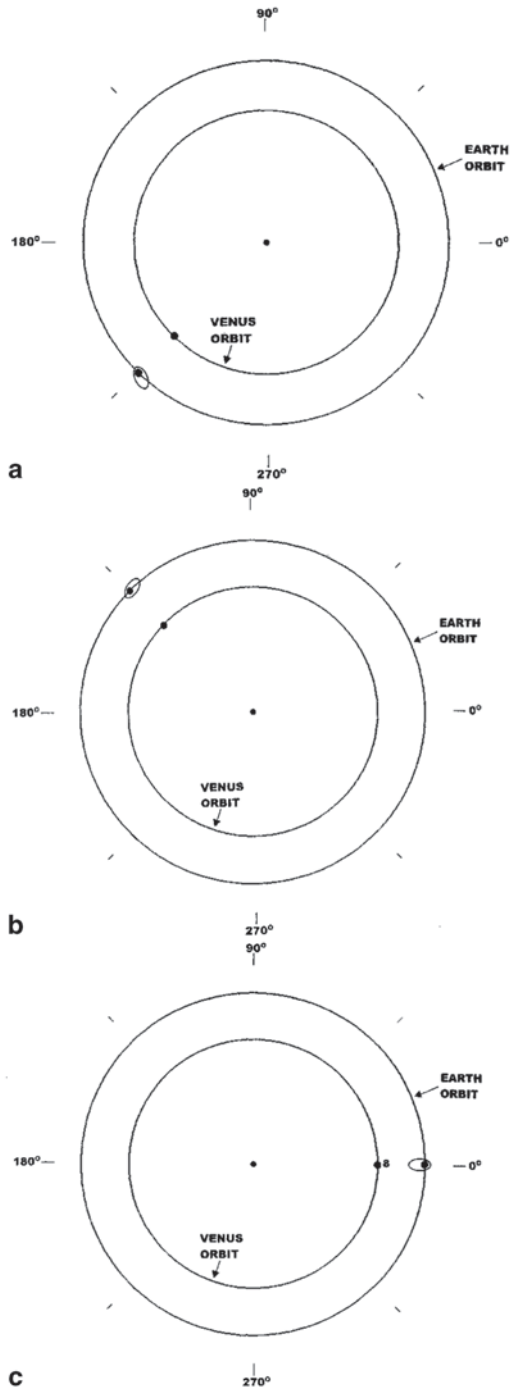 90°
EARTH
ORBIT
180°
0°
VENUS
ORBIT
a
270°
90°
EARTH
ORBIT
180°
0°
VENUS
ORBIT
b
270°
90°
EARTH
ORBIT
180°
8
0°
VENUS
ORBIT
c
270°